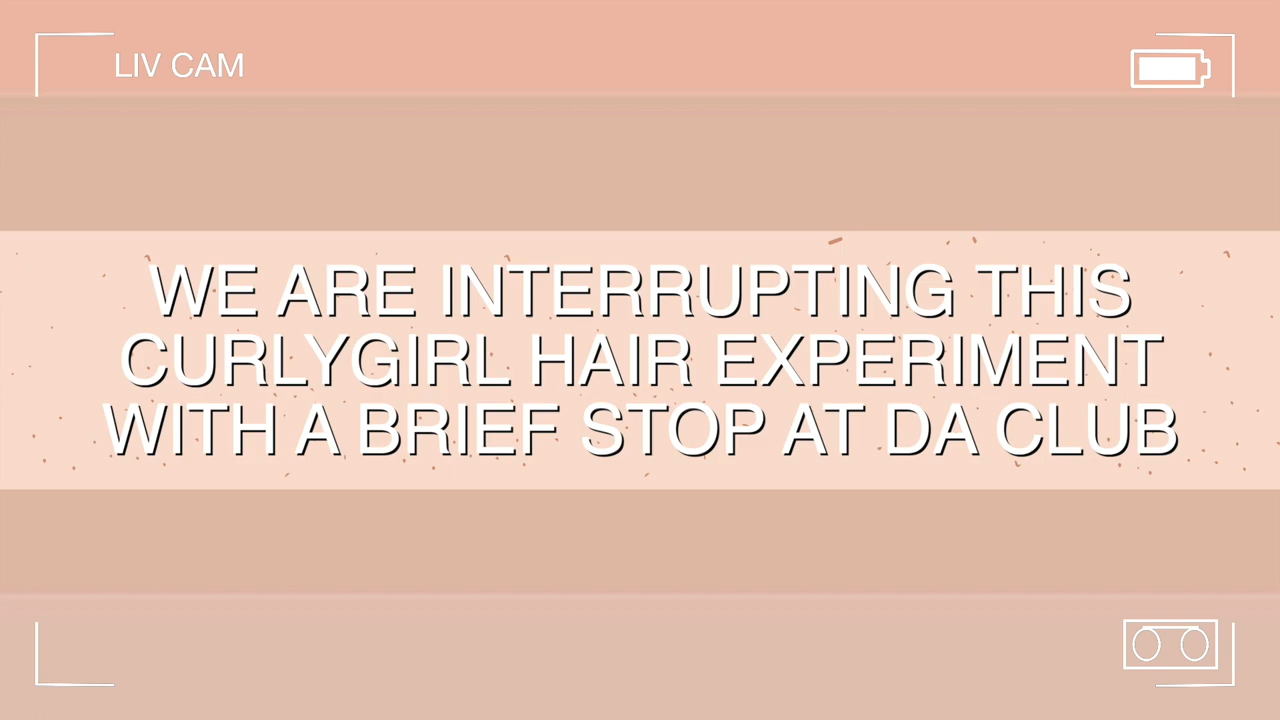 LIV CAM
WE ARE INTERRUPTING THIS
CURLYGIRL HAIR EXPERIMENT
WITH A BRIEF STOP AT DA CLUB